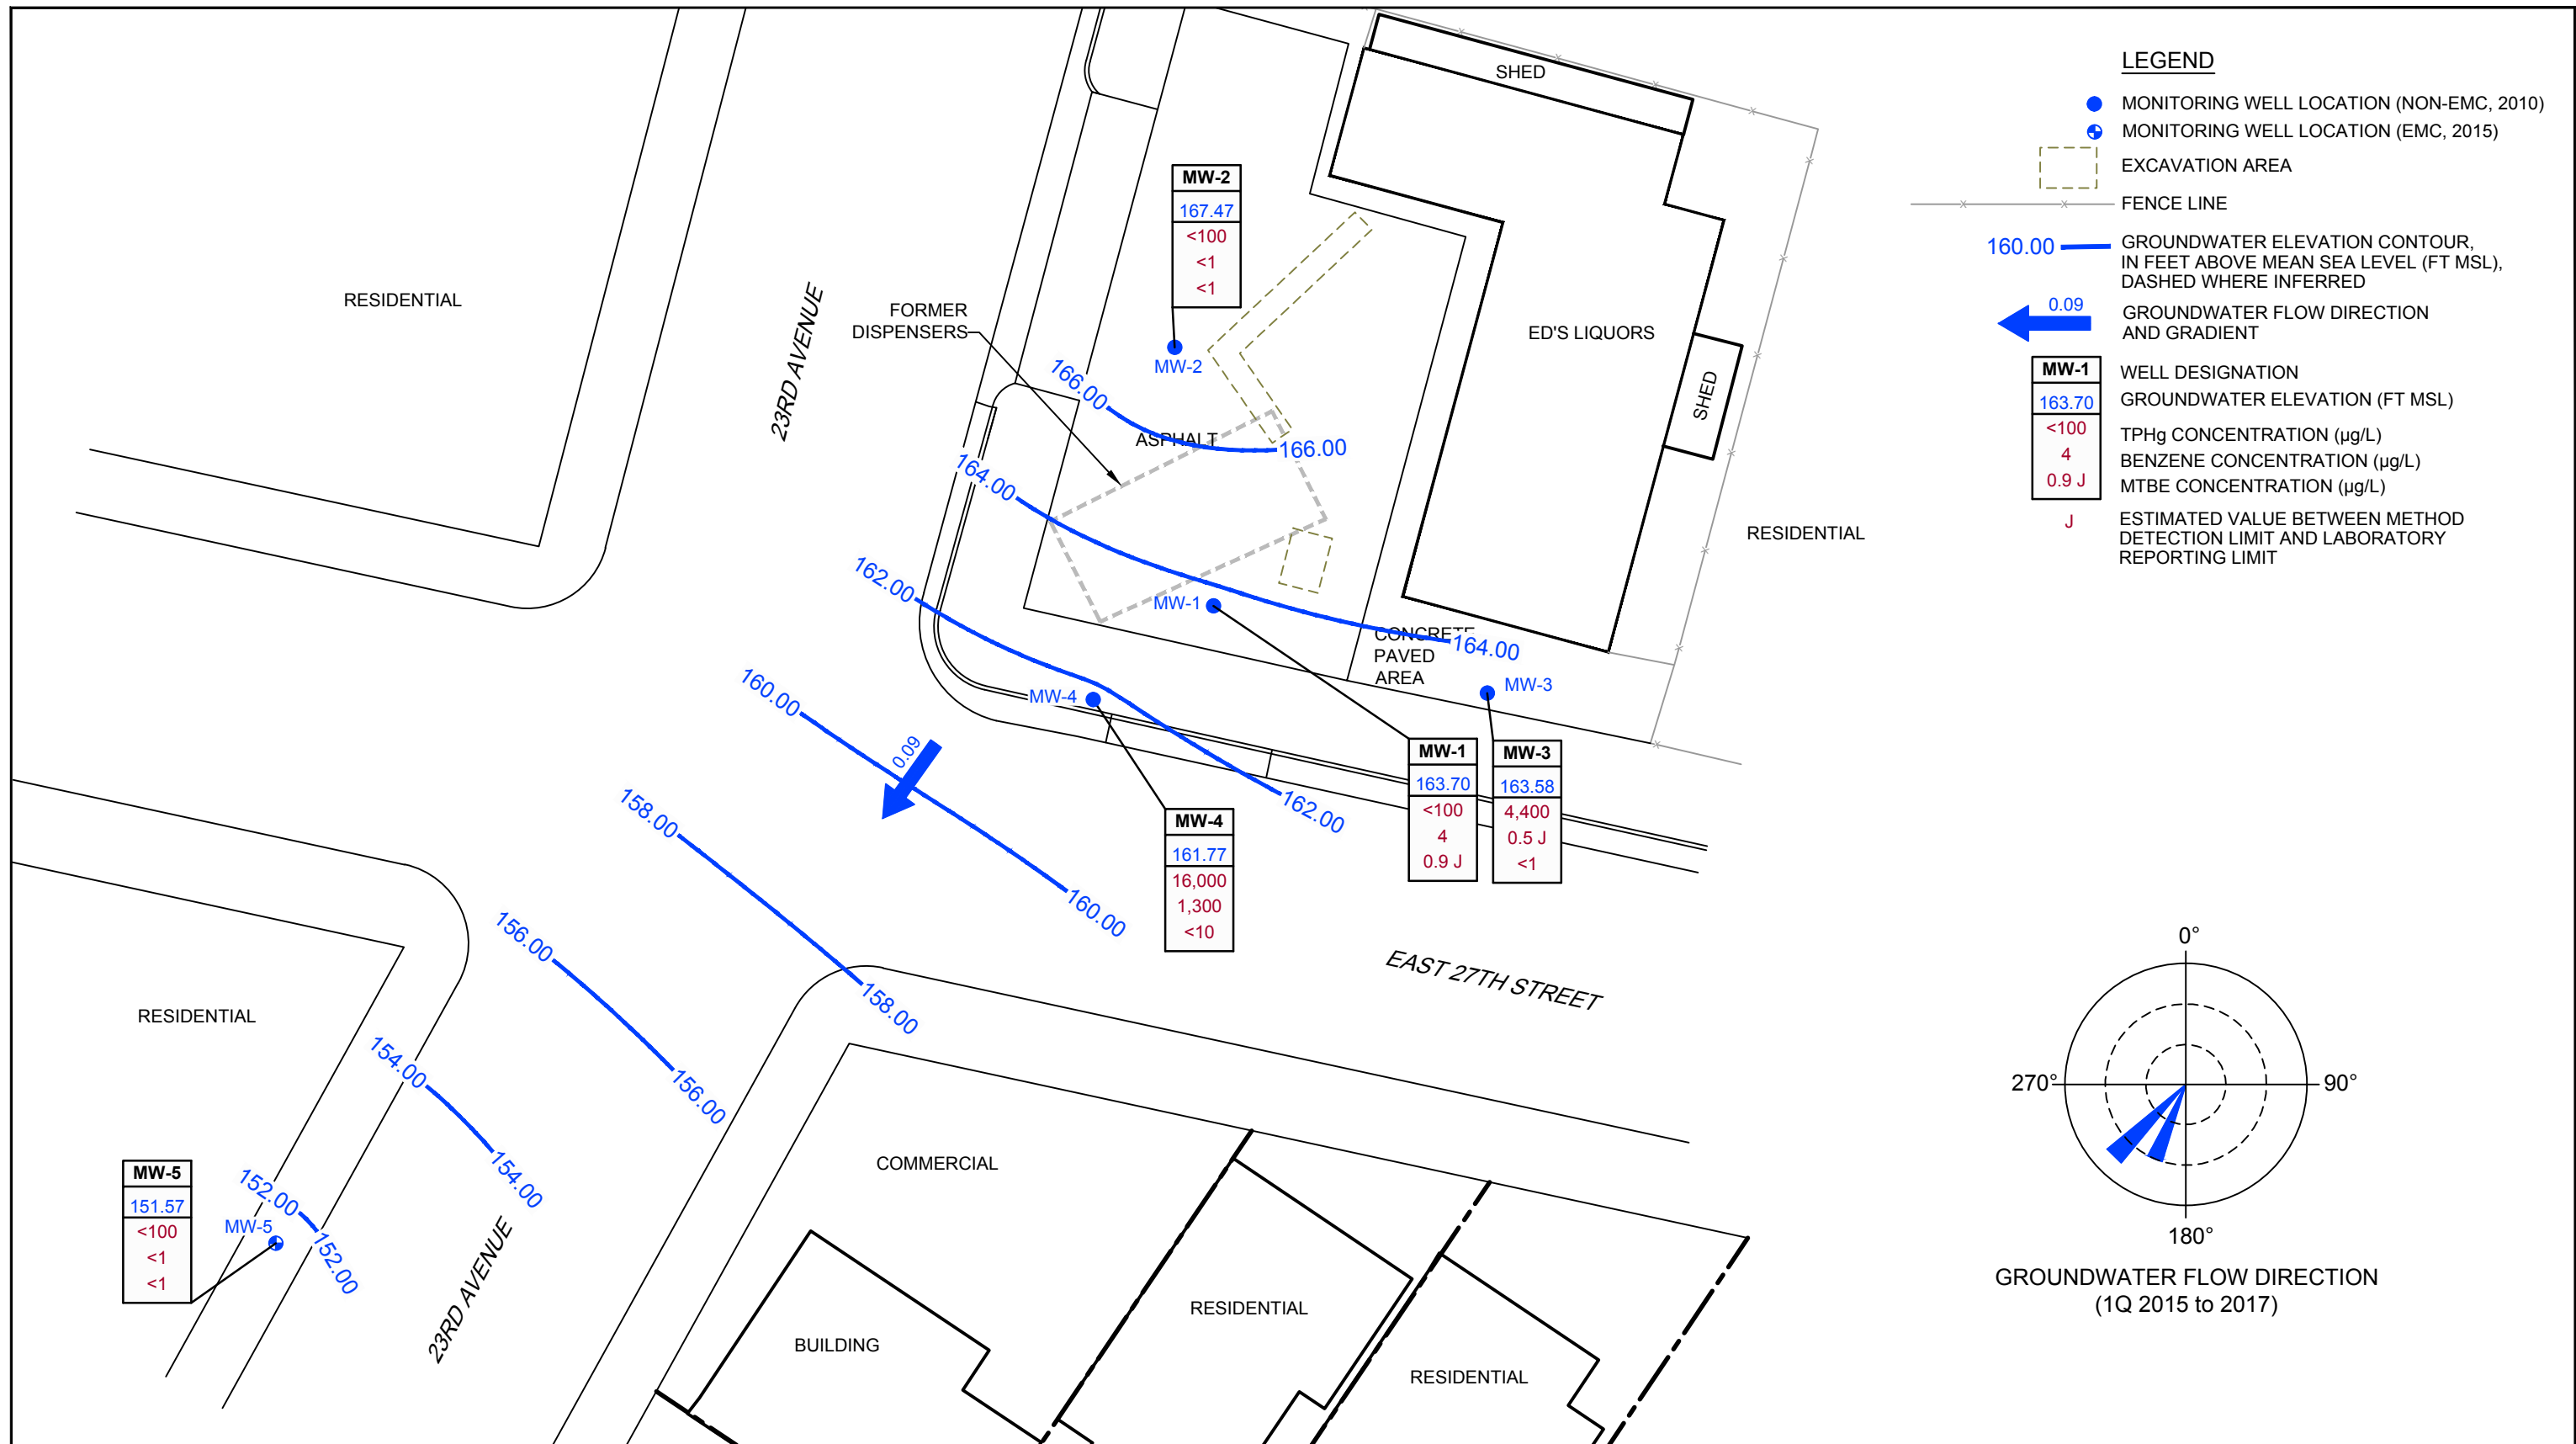 LEGEND
MONITORING WELL LOCATION (NON-EMC, 2010)
MONITORING WELL LOCATION (EMC, 2015)
EXCAVATION AREA
FENCE LINE
160.00
GROUNDWATER ELEVATION CONTOUR,
IN FEET ABOVE MEAN SEA LEVEL (FT MSL),
DASHED WHERE INFERRED
0.09
GROUNDWATER FLOW DIRECTION
AND GRADIENT
MW-1 WELL DESIGNATION
163.70 GROUNDWATER ELEVATION (FT MSL)
<100 TPHg CONCENTRATION (µg/L)
4 BENZENE CONCENTRATION (µg/L)
0.9 J MTBE CONCENTRATION (µg/L)
J ESTIMATED VALUE BETWEEN METHOD
DETECTION LIMIT AND LABORATORY
REPORTING LIMIT
SHED
MW-2
167.47
<100
<1
<1
RESIDENTIAL
23RD AVENUE
FORMER
DISPENSERS
MW-2
ED'S LIQUORS
SHED
166.00
ASPHALT
166.00
164.00
RESIDENTIAL
162.00
MW-1
CONCRETE
PAVED
AREA
164.00
MW-3
MW-4
160.00
0.09
162.00
MW-1
163.70
<100
4
0.9 J
MW-3
163.58
4,400
0.5 J
<1
158.00
MW-4
161.77
16,000
1,300
<10
160.00
156.00
EAST 27TH STREET
158.00
RESIDENTIAL
154.00
156.00
154.00
COMMERCIAL
MW-5
151.57
<100
<1
<1
152.00
MW-5
152.00
23RD AVENUE
BUILDING
RESIDENTIAL
RESIDENTIAL
0°
270°
90°
180°
GROUNDWATER FLOW DIRECTION
(1Q 2015 to 2017)